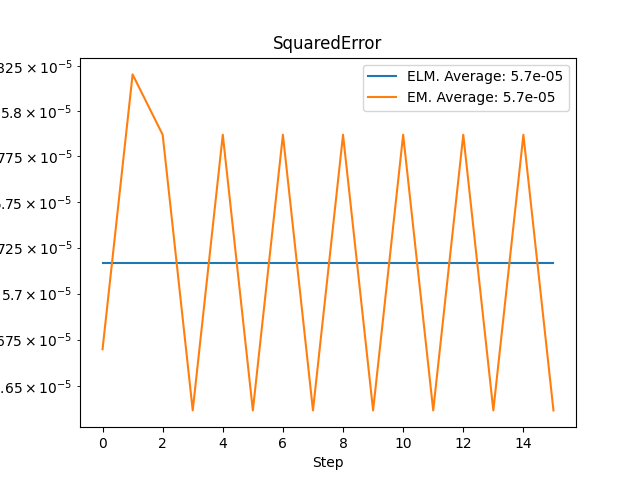 SquaredError
825 × 10⁻⁵
5.8 × 10⁻⁵
775 × 10⁻⁵
.75 × 10⁻⁵
725 × 10⁻⁵
5.7 × 10⁻⁵
675 × 10⁻⁵
.65 × 10⁻⁵
ELM. Average: 5.7e-05
EM. Average: 5.7e-05
0 2 4 6 8 10 12 14
Step